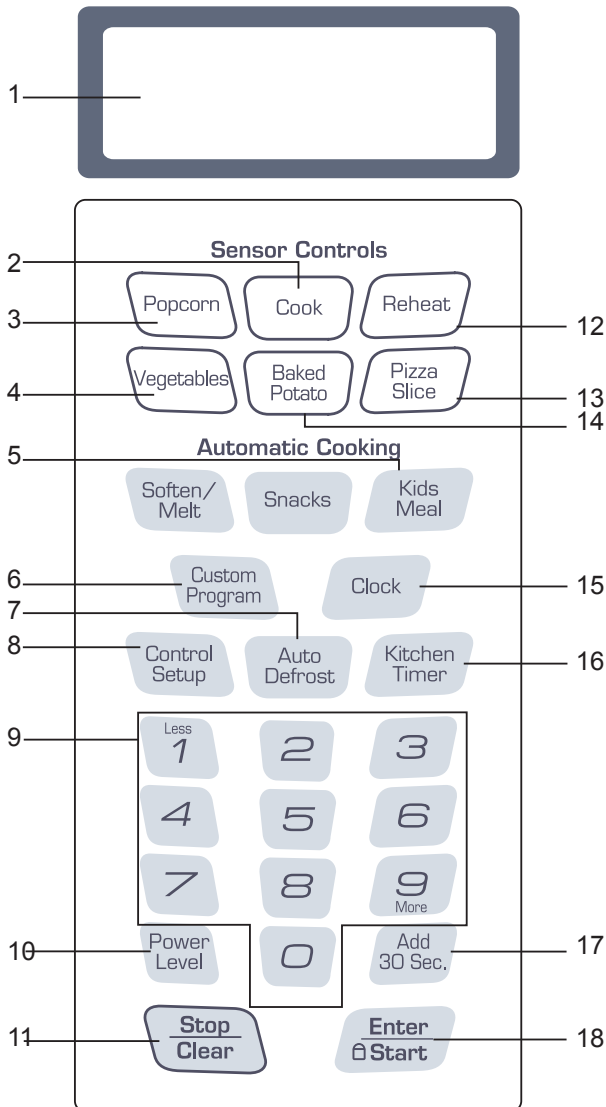 1
Sensor Controls
2
Popcorn
Cook
Reheat
3
12
Vegetables
Baked
Potato
Pizza
Slice
4
13
14
Automatic Cooking
5
Soften/
Melt
Snacks
Kids
Meal
6
Custom
Program
Clock
15
7
8
Control
Setup
Auto
Defrost
Kitchen
Timer
16
9
Less
1
2
3
4
5
6
7
8
9
More
10
Power
Level
0
Add
30 Sec.
17
11
Stop
Clear
Enter
Start
18